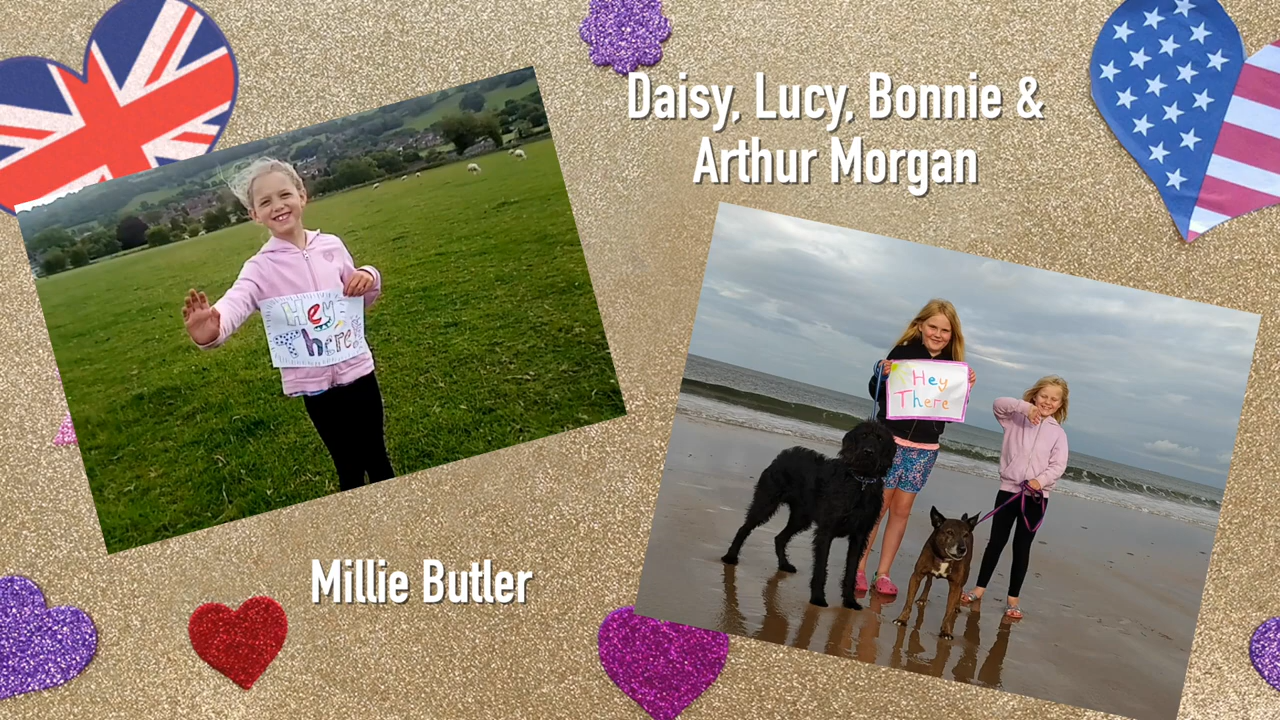 Daisy, Lucy, Bonnie &
Arthur Morgan
Hey,
There!
Hey
There
Millie Butler